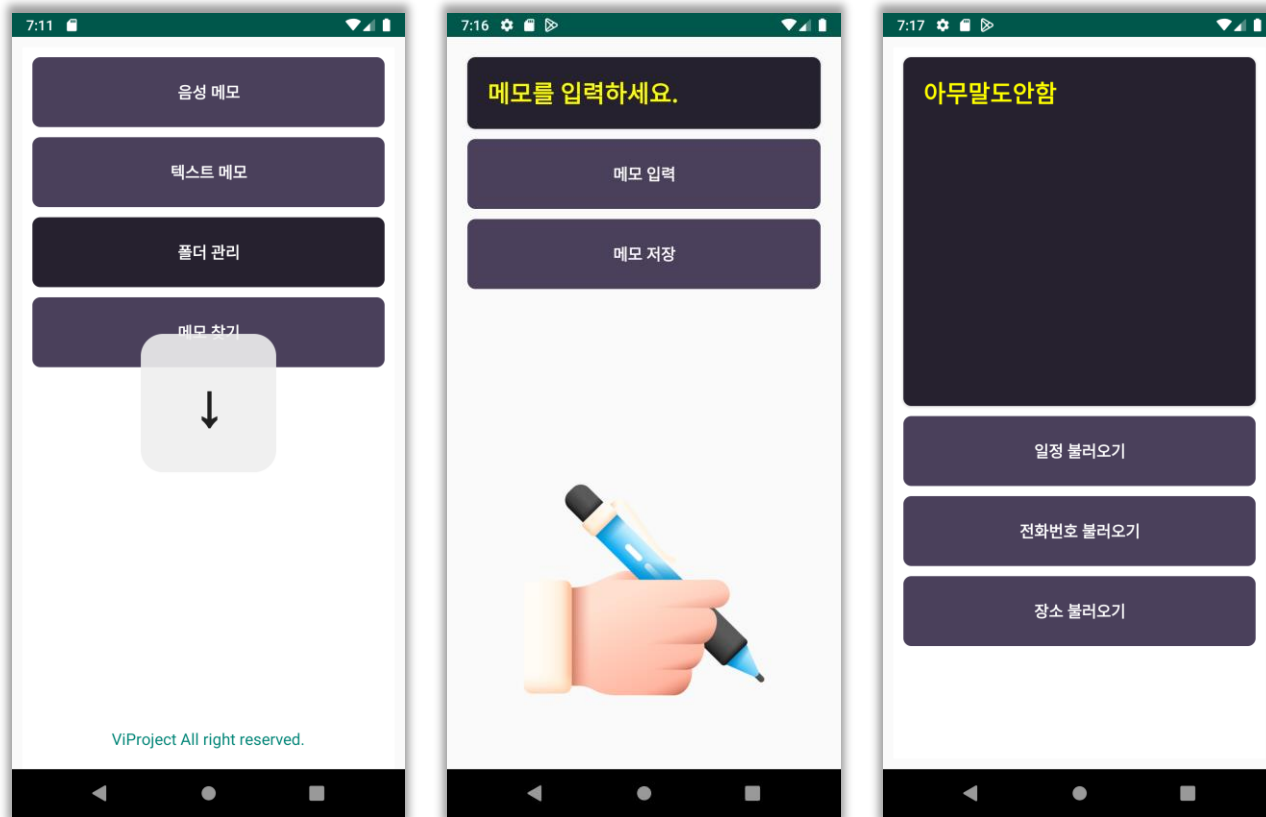 7:11
음성 메모
텍스트 메모
폴더 관리
메모 찾기
↓
ViProject All right reserved.
7:16
메모를 입력하세요.
메모 입력
메모 저장
7:17
아무말도안함
일정 불러오기
전화번호 불러오기
장소 불러오기